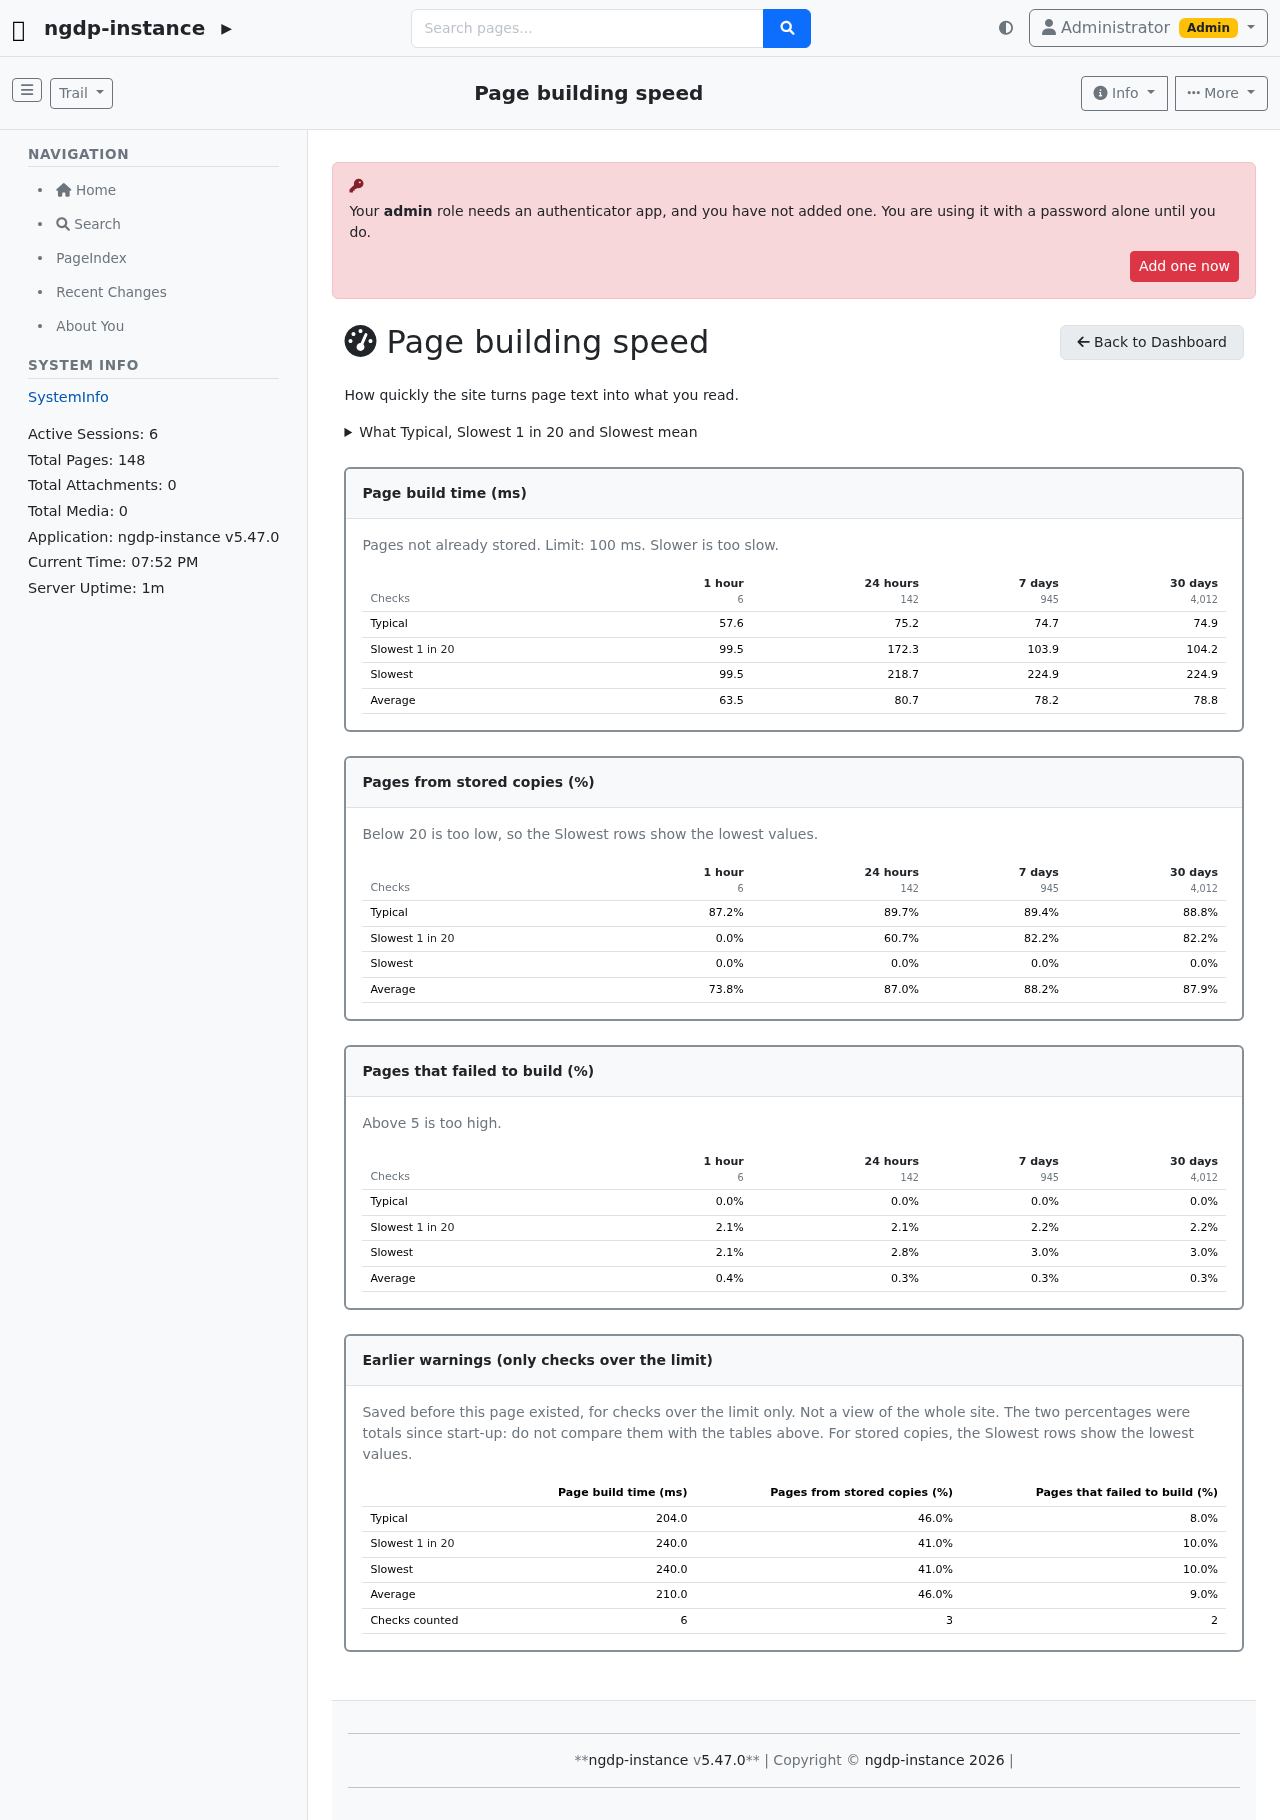 ngdp-instance ▶
Search pages...
Administrator Admin
Trail
Page building speed
Info
More
NAVIGATION
• Home
• Search
• PageIndex
• Recent Changes
• About You
SYSTEM INFO
SystemInfo
Active Sessions: 6
Total Pages: 148
Total Attachments: 0
Total Media: 0
Application: ngdp-instance v5.47.0
Current Time: 07:52 PM
Server Uptime: 1m
Your admin role needs an authenticator app, and you have not added one. You are using it with a password alone until you
do.
Add one now
Page building speed
← Back to Dashboard
How quickly the site turns page text into what you read.
▶ What Typical, Slowest 1 in 20 and Slowest mean
Page build time (ms)
Pages not already stored. Limit: 100 ms. Slower is too slow.
1 hour 24 hours 7 days 30 days
Checks 6 142 945 4,012
Typical 57.6 75.2 74.7 74.9
Slowest 1 in 20 99.5 172.3 103.9 104.2
Slowest 99.5 218.7 224.9 224.9
Average 63.5 80.7 78.2 78.8
Pages from stored copies (%)
Below 20 is too low, so the Slowest rows show the lowest values.
1 hour 24 hours 7 days 30 days
Checks 6 142 945 4,012
Typical 87.2% 89.7% 89.4% 88.8%
Slowest 1 in 20 0.0% 60.7% 82.2% 82.2%
Slowest 0.0% 0.0% 0.0% 0.0%
Average 73.8% 87.0% 88.2% 87.9%
Pages that failed to build (%)
Above 5 is too high.
1 hour 24 hours 7 days 30 days
Checks 6 142 945 4,012
Typical 0.0% 0.0% 0.0% 0.0%
Slowest 1 in 20 2.1% 2.1% 2.2% 2.2%
Slowest 2.1% 2.8% 3.0% 3.0%
Average 0.4% 0.3% 0.3% 0.3%
Earlier warnings (only checks over the limit)
Saved before this page existed, for checks over the limit only. Not a view of the whole site. The two percentages were
totals since start-up: do not compare them with the tables above. For stored copies, the Slowest rows show the lowest
values.
Page build time (ms) Pages from stored copies (%) Pages that failed to build (%)
Typical 204.0 46.0% 8.0%
Slowest 1 in 20 240.0 41.0% 10.0%
Slowest 240.0 41.0% 10.0%
Average 210.0 46.0% 9.0%
Checks counted 6 3 2
**ngdp-instance v5.47.0** | Copyright © ngdp-instance 2026 |